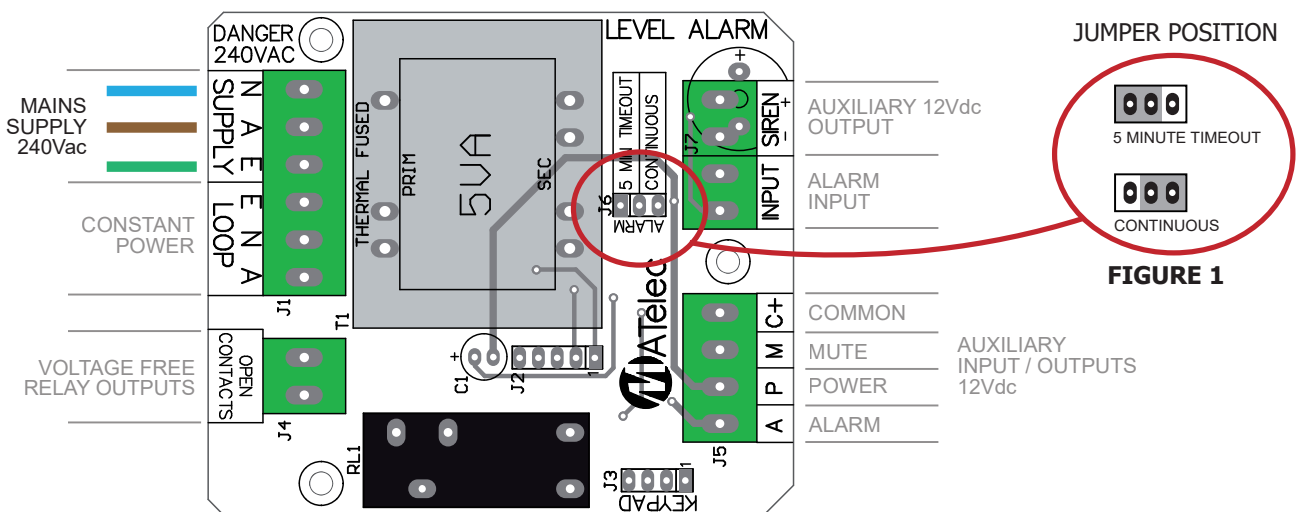 DANGER
240VAC
LEVEL ALARM
JUMPER POSITION
MAINS
SUPPLY
240Vac
N A E
SUPPLY
E N A
LOOP
CONSTANT
POWER
J1
T1
THERMAL FUSED
PRIM
5VA
SEC
5 MIN TIMEOUT
CONTINUOUS
J6
ALARM
+
J7
SIREN
- +
INPUT
AUXILIARY 12Vdc
OUTPUT
ALARM
INPUT
5 MINUTE TIMEOUT
CONTINUOUS
FIGURE 1
VOLTAGE FREE
RELAY OUTPUTS
OPEN
CONTACTS
J4
+
C1
J2
1
MATelec
C+
M
P
A
J5
COMMON
MUTE
POWER
ALARM
AUXILIARY
INPUT / OUTPUTS
12Vdc
RL1
J3
1
KEYPAD